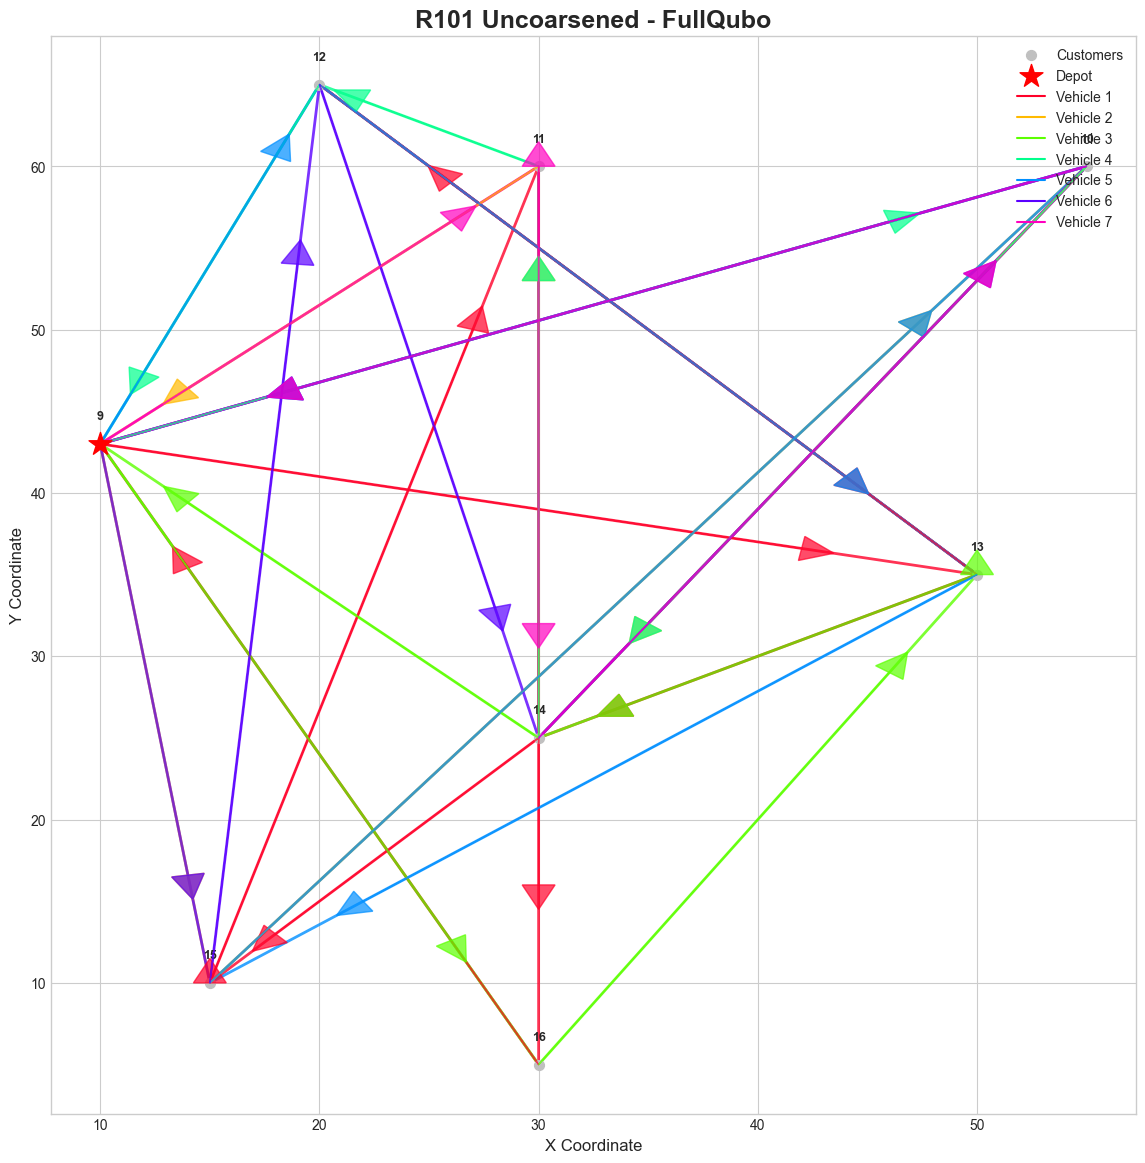 R101 Uncoarsened - FullQubo
12
11
10
9
13
14
15
16
Customers
Depot
Vehicle 1
Vehicle 2
Vehicle 3
Vehicle 4
Vehicle 5
Vehicle 6
Vehicle 7
Y Coordinate
60
50
40
30
20
10
10
20
30
40
50
X Coordinate